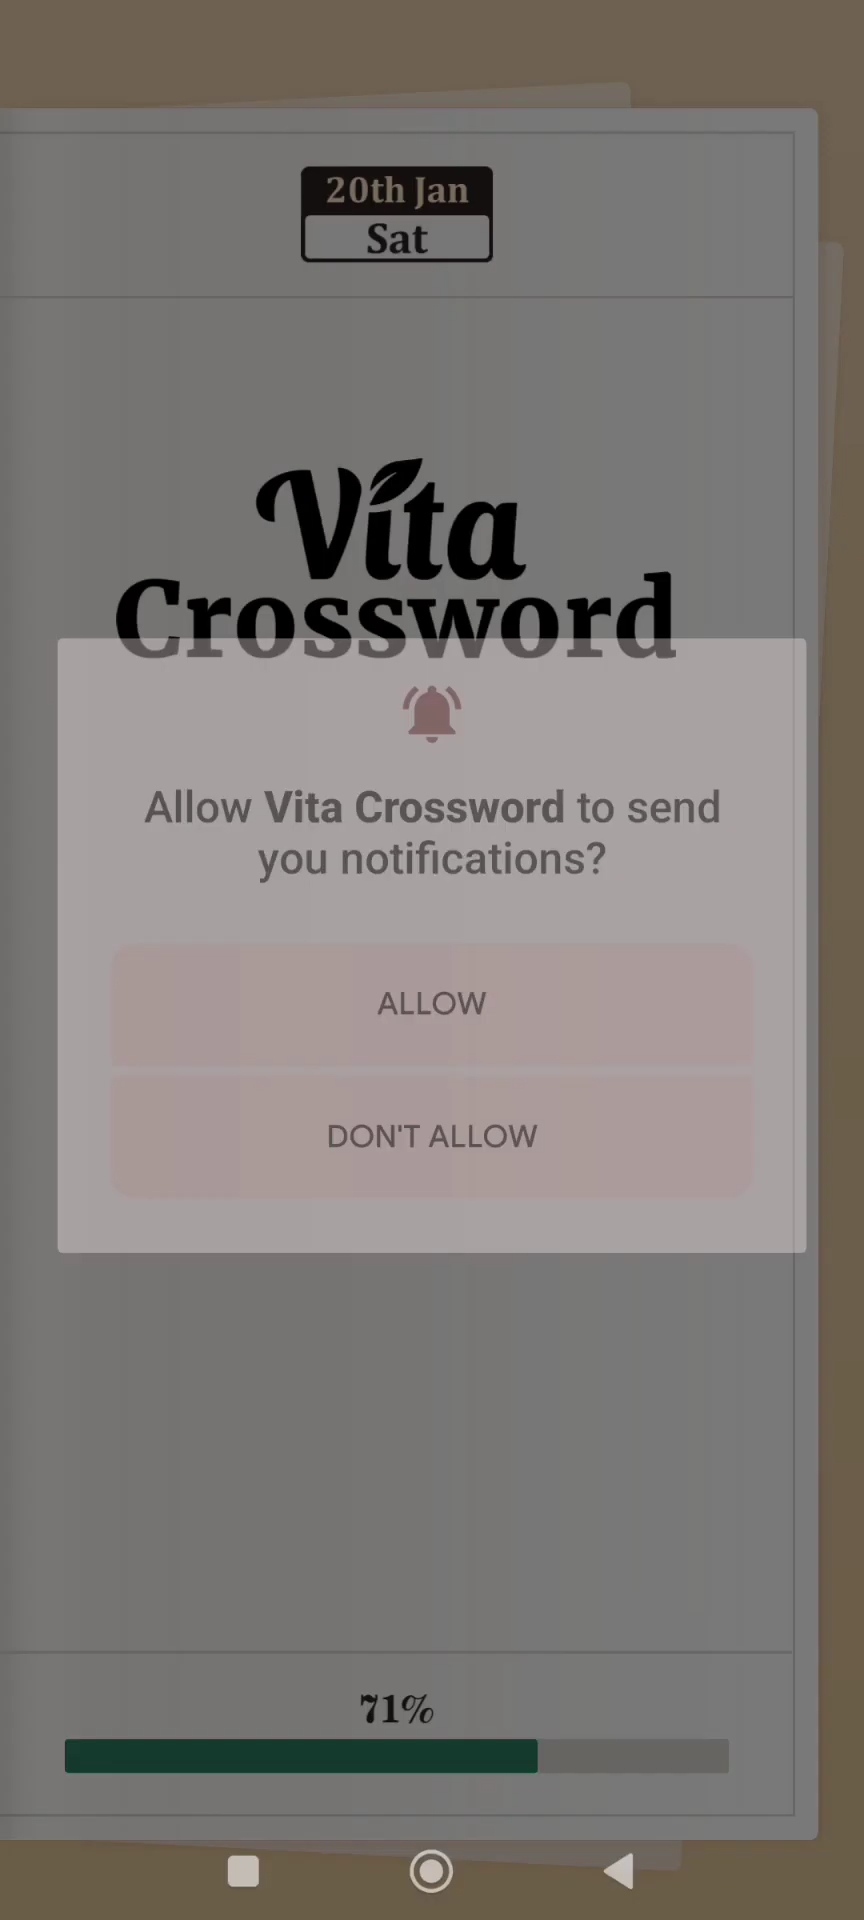 20th Jan
Sat
Vita
Crossword
Allow Vita Crossword to send
you notifications?
ALLOW
DON'T ALLOW
71%